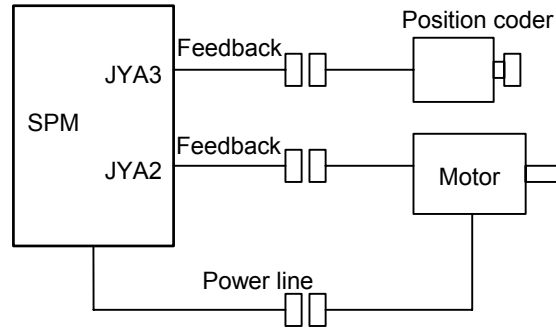 Position coder
Feedback
JYA3
SPM
Feedback
JYA2
Motor
Power line